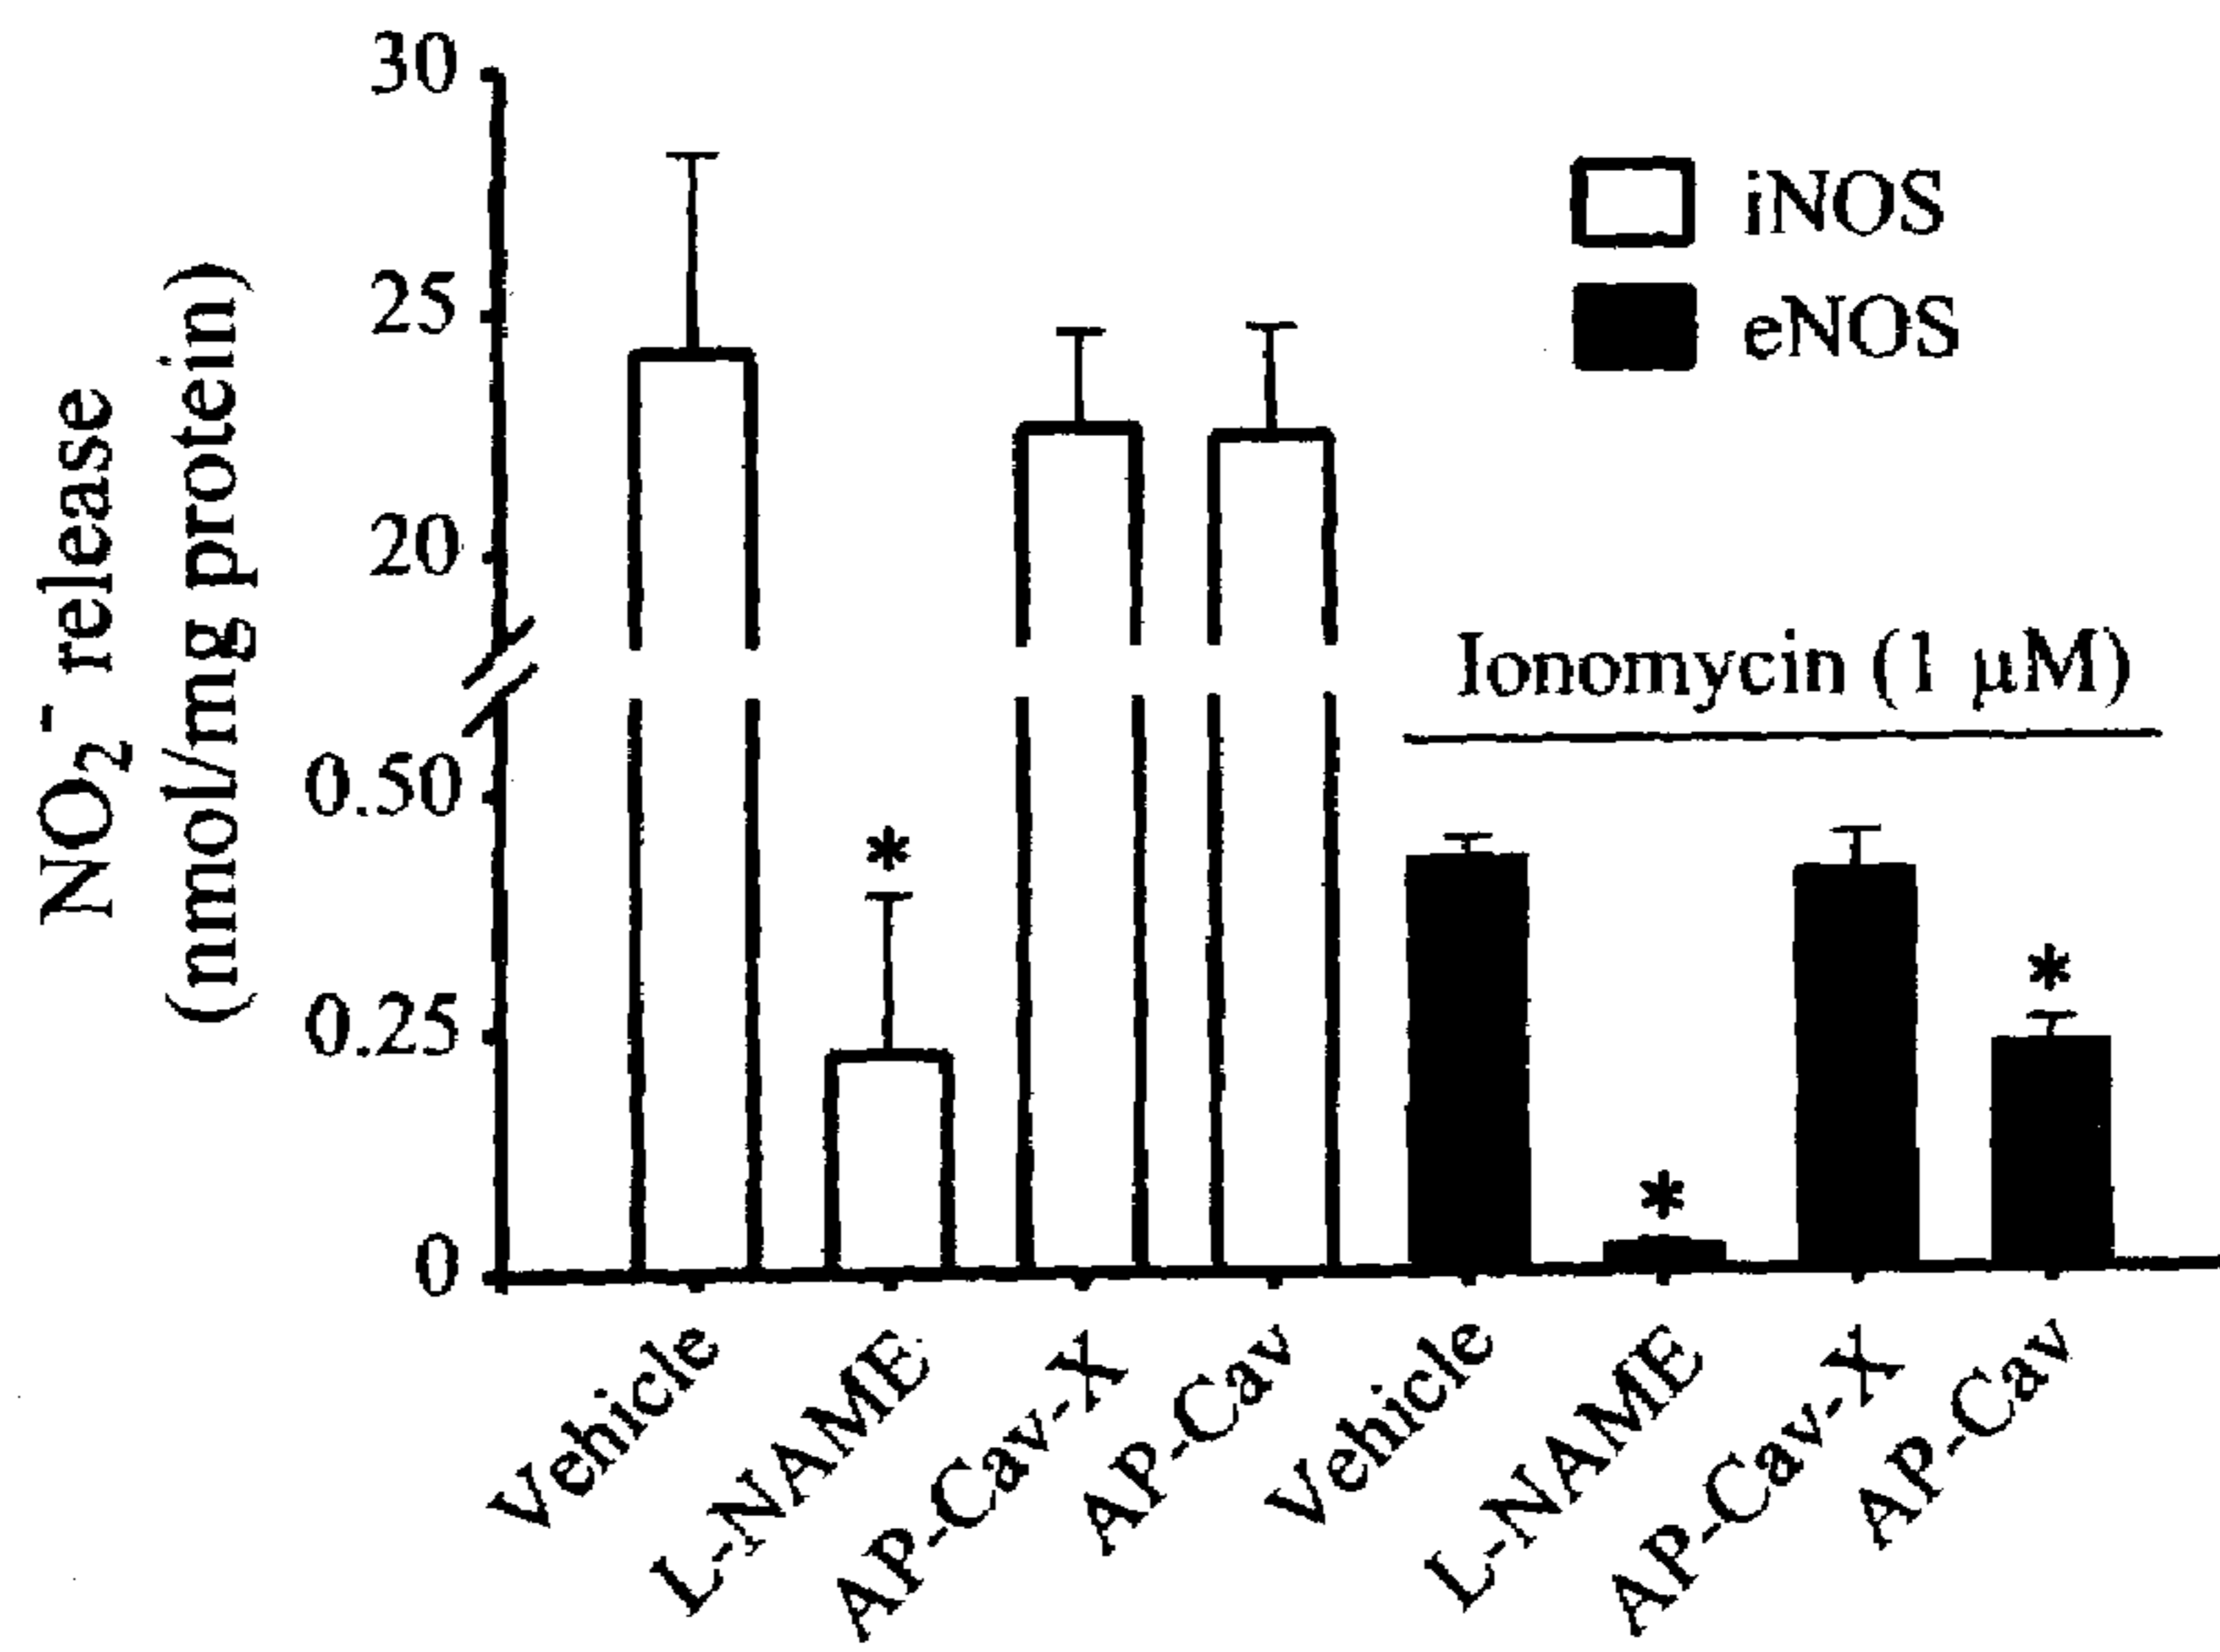 NO2- release
(nmol/mg protein)
30
25
20
0.50
0.25
0
iNOS
eNOS
Ionomycin (1 µM)
*
*
*
Vehicle
L-NAME
AP-Cav-X
AP-Cav
Vehicle
L-NAME
AP-Cav-X
AP-Cav